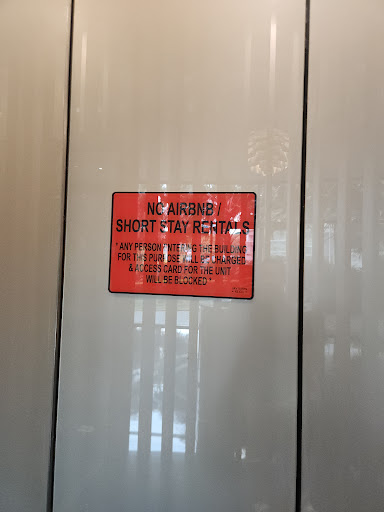 NO AIRBNB /
SHORT STAY RENTALS
* ANY PERSON ENTERING THE BUILDING
FOR THIS PURPOSE WILL BE CHARGED
& ACCESS CARD FOR THE UNIT
WILL BE BLOCKED *